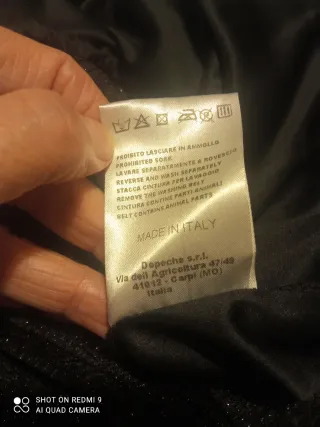 PROIBITO LASCIARE IN AMMOLLO
PROHIBITED SOAK
LAVARE SEPARATAMENTE A ROVESCIO
REVERSE AND WASH SEPARATELY
STACCA CINTURA PER LAVAGGIO
REMOVE THE WASHING BELT
CINTURA CONTINE PARTI ANIMALI
BELT CONTAINS ANIMAL PARTS
MADE IN ITALY
Depeche s.r.l.
Via dell Agricoltura 47/49
41012 - Carpi (MO)
Italia
SHOT ON REDMI 9
AI QUAD CAMERA